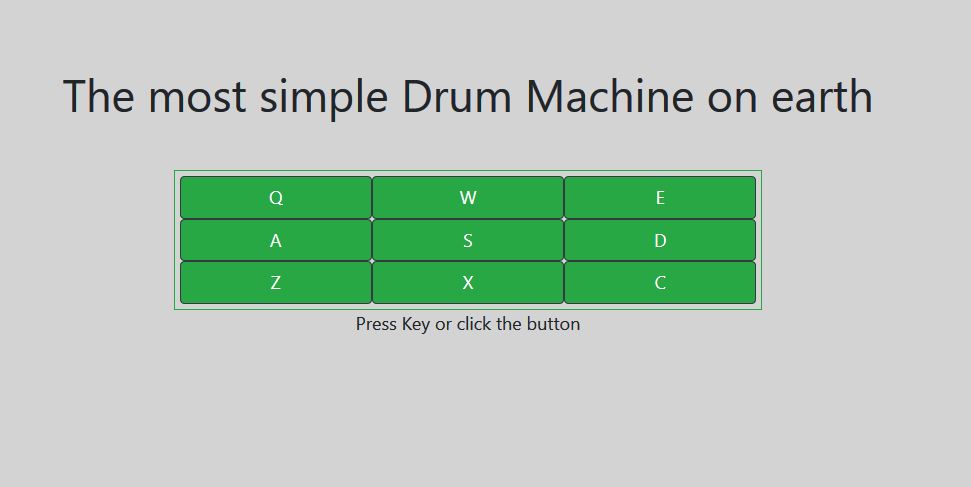 The most simple Drum Machine on earth
Q W E
A S D
Z X C
Press Key or click the button